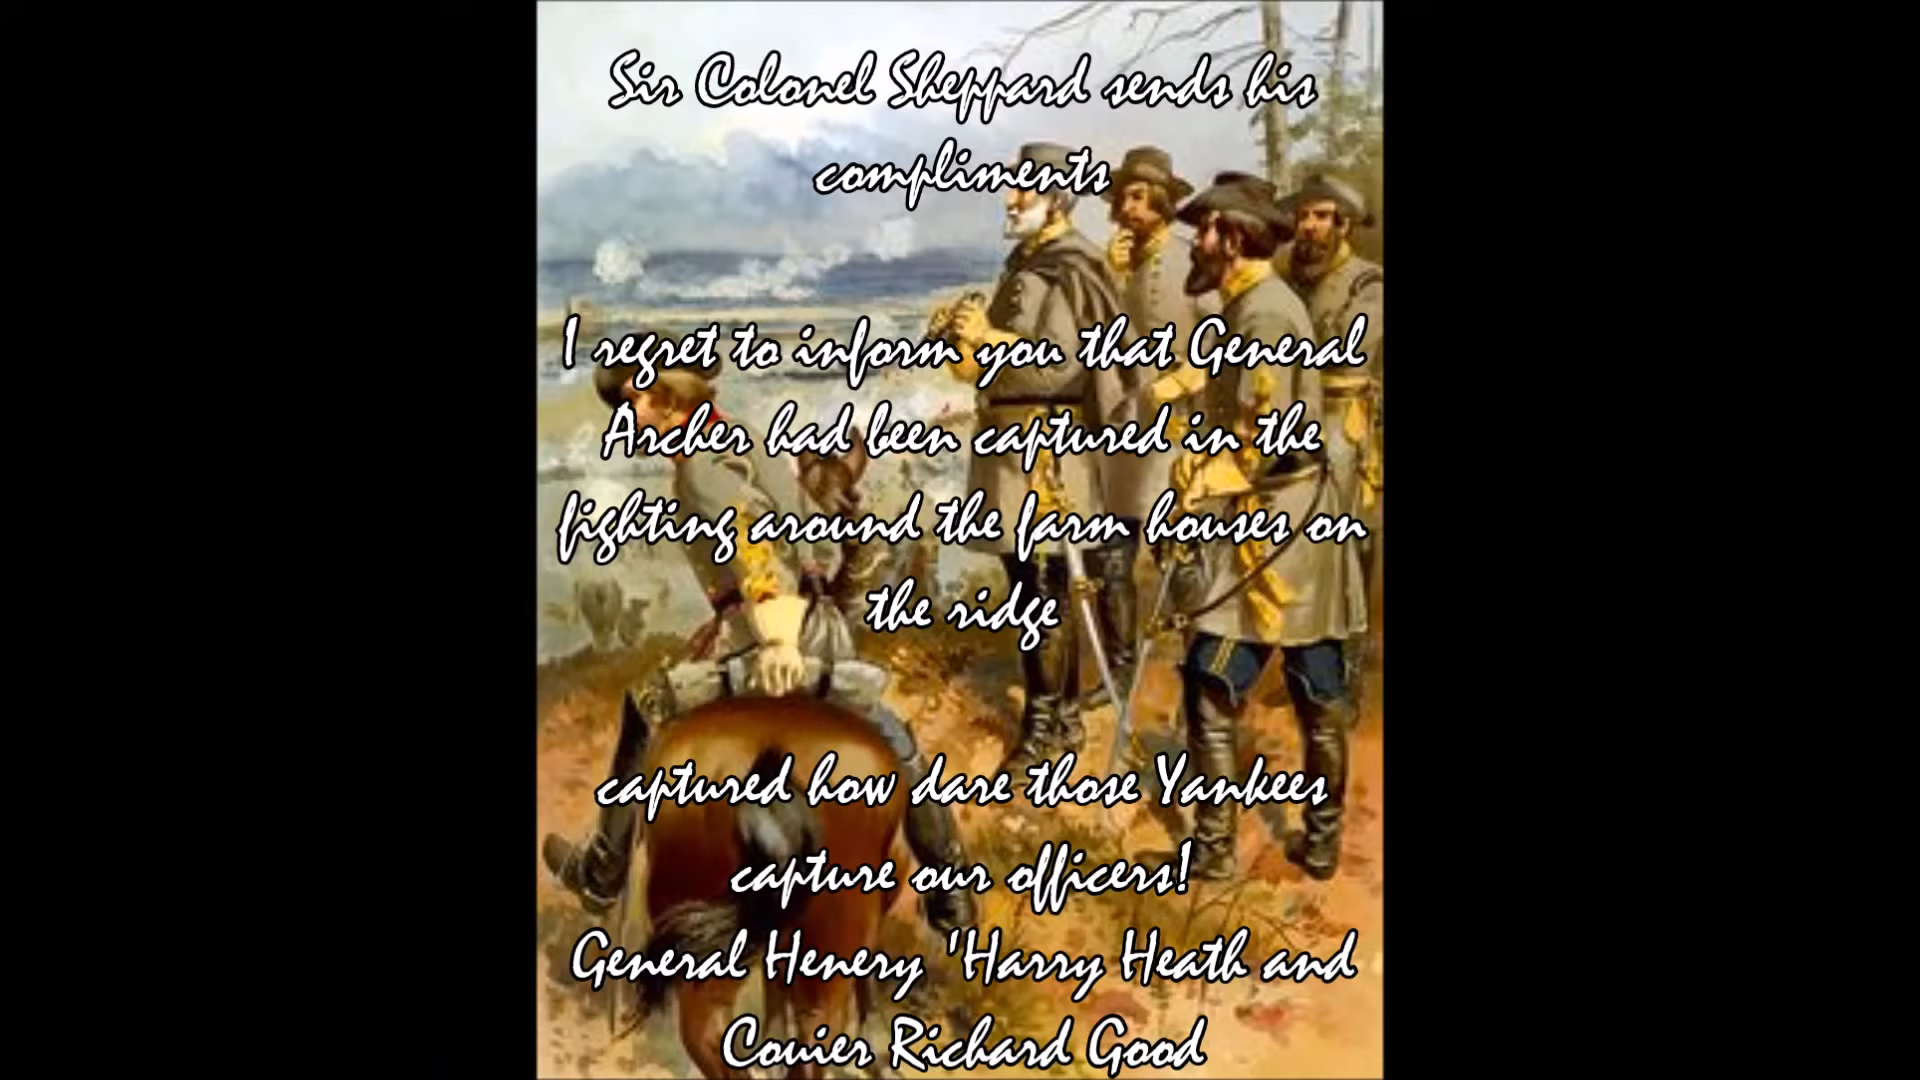 Sir Colonel Sheppard sends his
compliments
I regret to inform you that General
Archer had been captured in the
fighting around the farm houses on
the ridge
captured how dare those Yankees
capture our officers!
General Henery 'Harry Heath and
Couier Richard Good